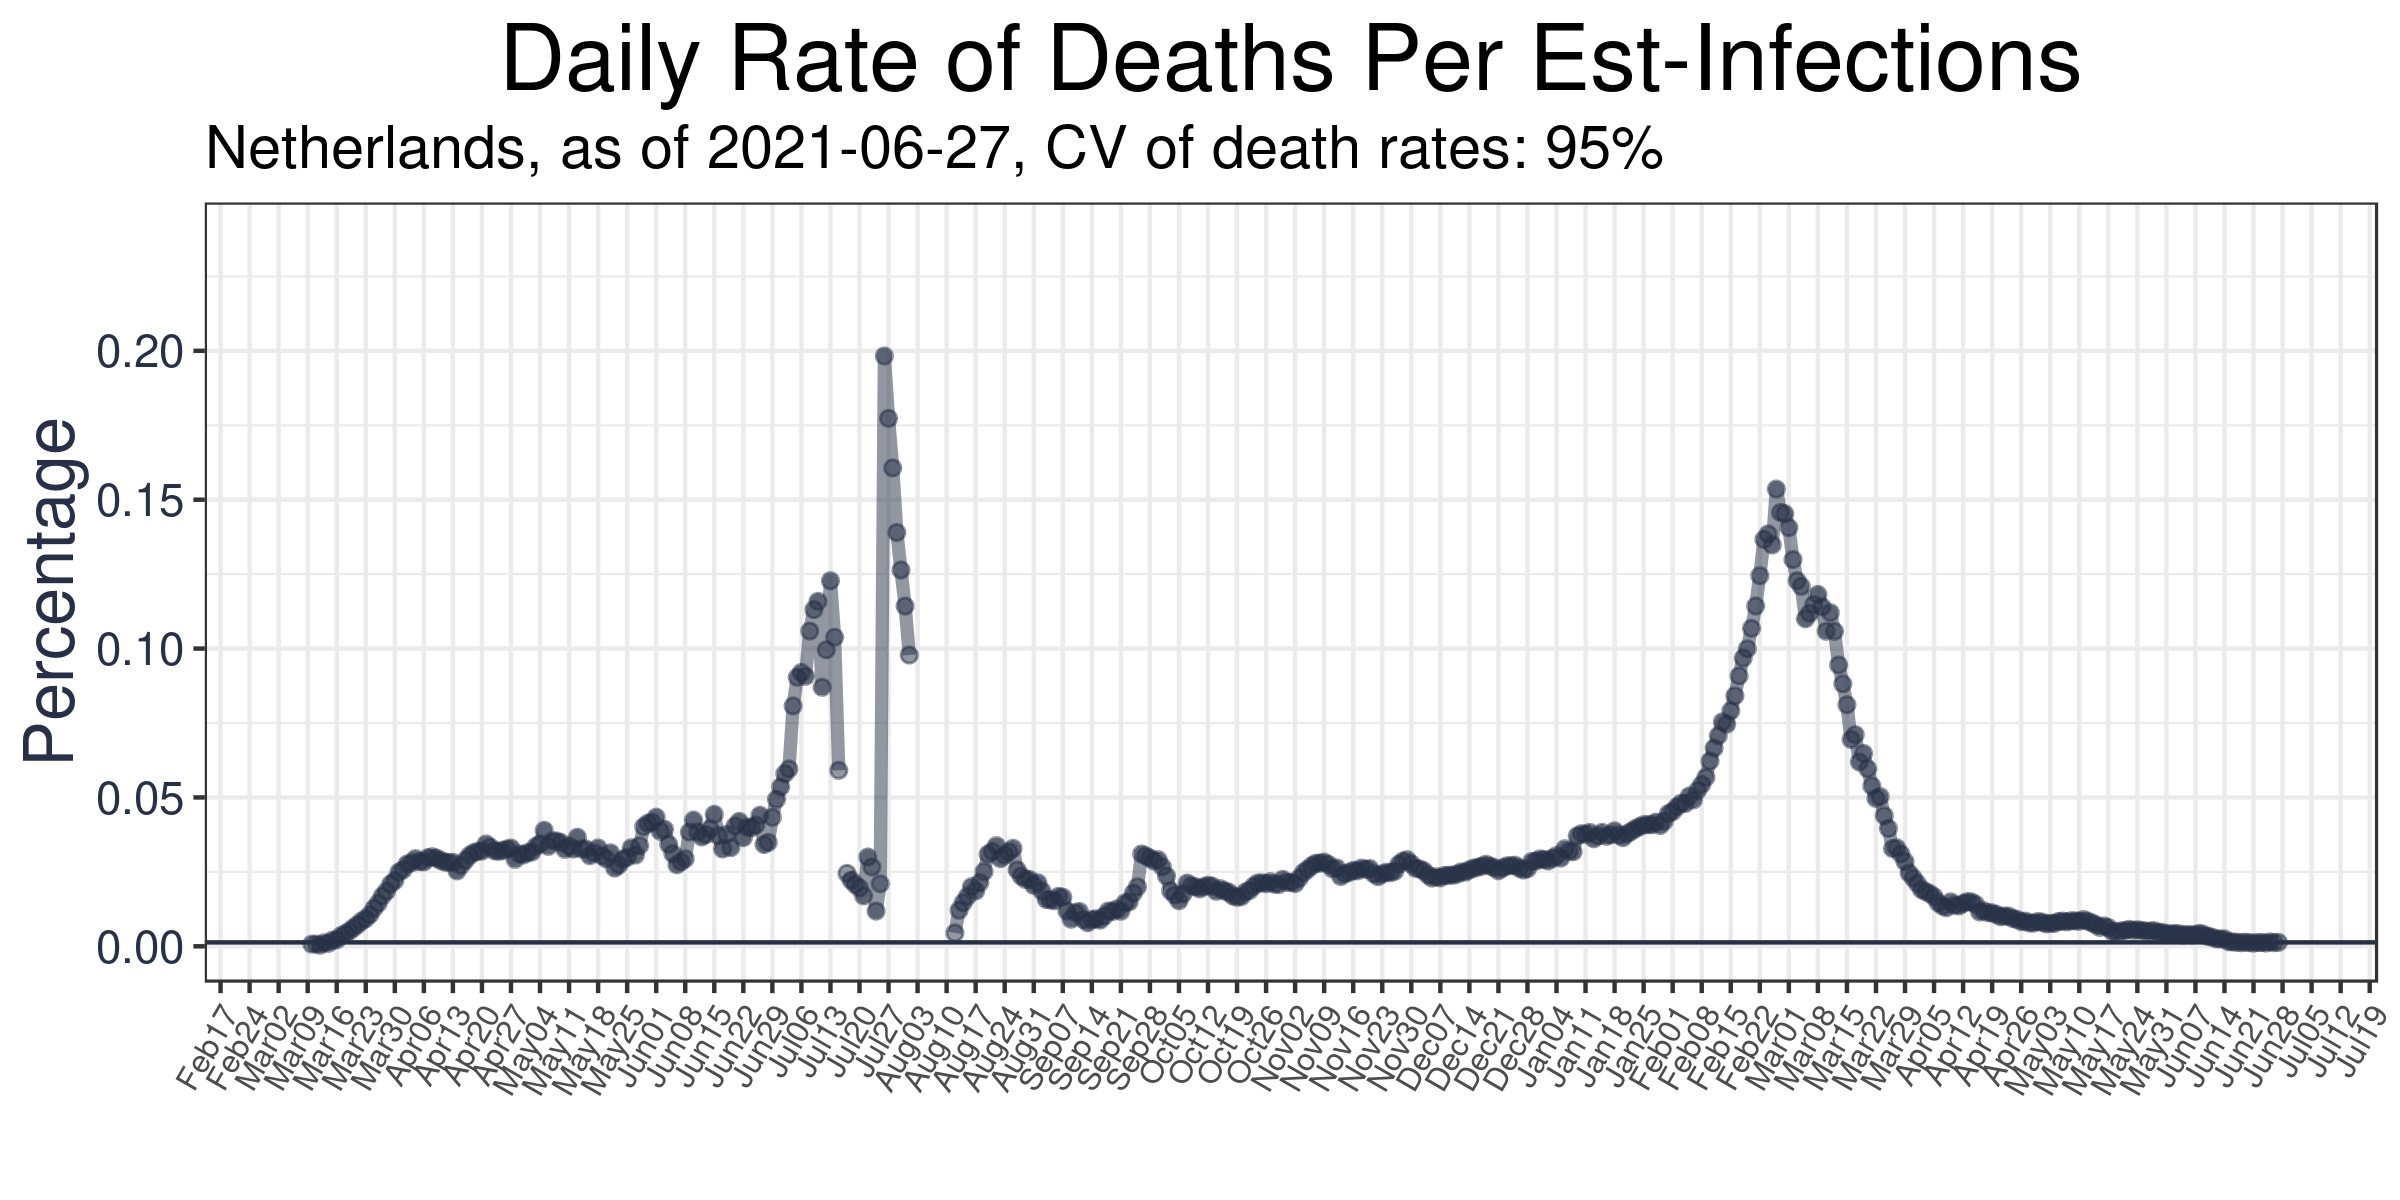 Daily Rate of Deaths Per Est-Infections
Netherlands, as of 2021-06-27, CV of death rates: 95%
Percentage
0.20
0.15
0.10
0.05
0.00
Feb17
Feb24
Mar02
Mar09
Mar16
Mar23
Mar30
Apr06
Apr13
Apr20
Apr27
May04
May11
May18
May25
Jun01
Jun08
Jun15
Jun22
Jun29
Jul06
Jul13
Jul20
Jul27
Aug03
Aug10
Aug17
Aug24
Aug31
Sep07
Sep14
Sep21
Sep28
Oct05
Oct12
Oct19
Oct26
Nov02
Nov09
Nov16
Nov23
Nov30
Dec07
Dec14
Dec21
Dec28
Jan04
Jan11
Jan18
Jan25
Feb01
Feb08
Feb15
Feb22
Mar01
Mar08
Mar15
Mar22
Mar29
Apr05
Apr12
Apr19
Apr26
May03
May10
May17
May24
May31
Jun07
Jun14
Jun21
Jun28
Jul05
Jul12
Jul19